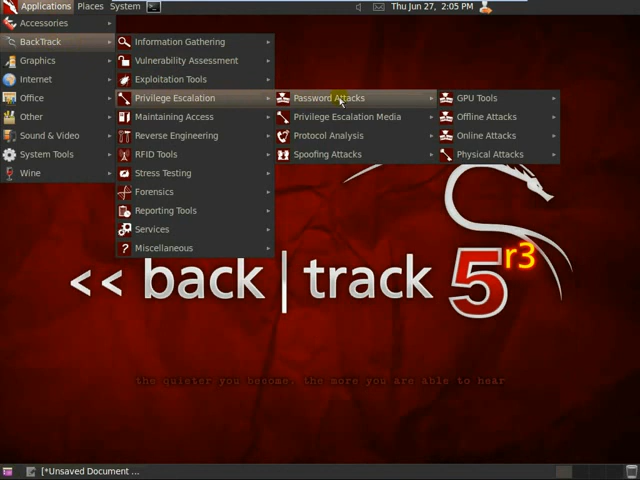 Applications Places System Thu Jun 27, 2:05 PM
Accessories
BackTrack
Graphics
Internet
Office
Other
Sound & Video
System Tools
Wine
Information Gathering
Vulnerability Assessment
Exploitation Tools
Privilege Escalation
Maintaining Access
Reverse Engineering
RFID Tools
Stress Testing
Forensics
Reporting Tools
Services
Miscellaneous
Password Attacks
Privilege Escalation Media
Protocol Analysis
Spoofing Attacks
GPU Tools
Offline Attacks
Online Attacks
Physical Attacks
<< back | track 5 r3
the quieter you become, the more you are able to hear
[*Unsaved Document ...